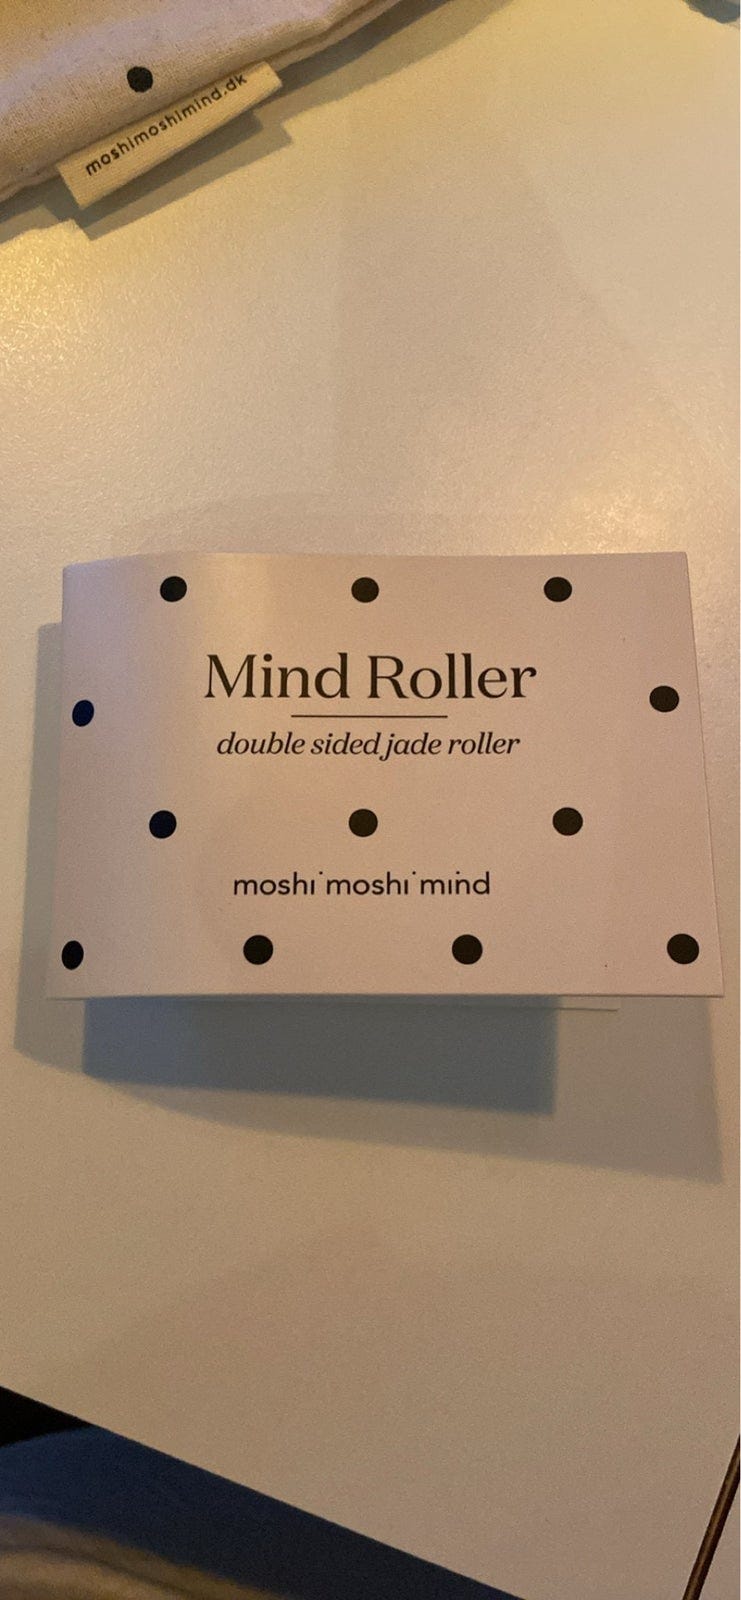 moshimoshimind.dk
Mind Roller
double sided jade roller
moshi moshi mind